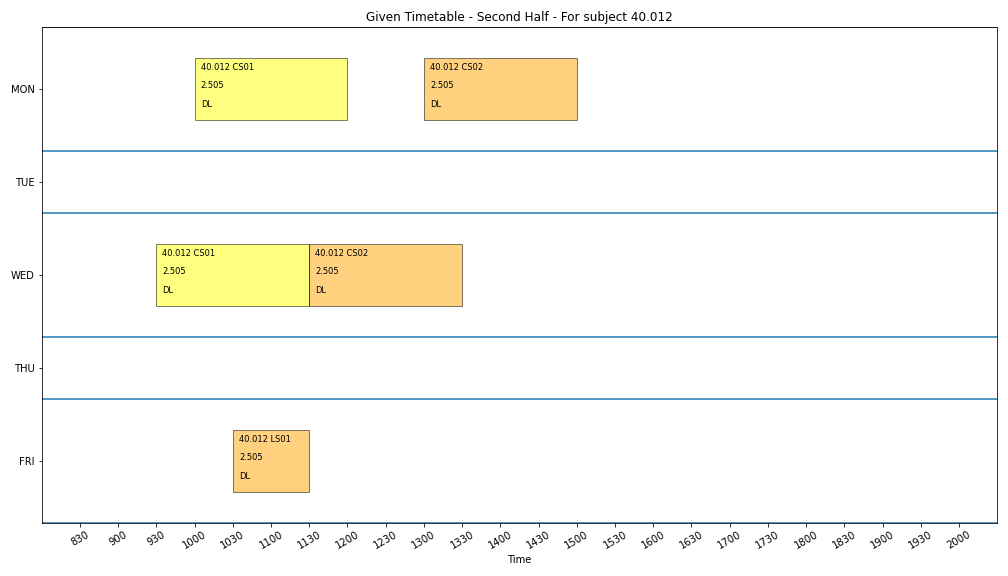 Given Timetable - Second Half - For subject 40.012
MON
40.012 CS01
2.505
DL
40.012 CS02
2.505
DL
TUE
WED
40.012 CS01
2.505
DL
40.012 CS02
2.505
DL
THU
FRI
40.012 LS01
2.505
DL
830 900 930 1000 1030 1100 1130 1200 1230 1300 1330 1400 1430 1500 1600 1630 1700 1730 1800 1830 1900 1930 2000
Time